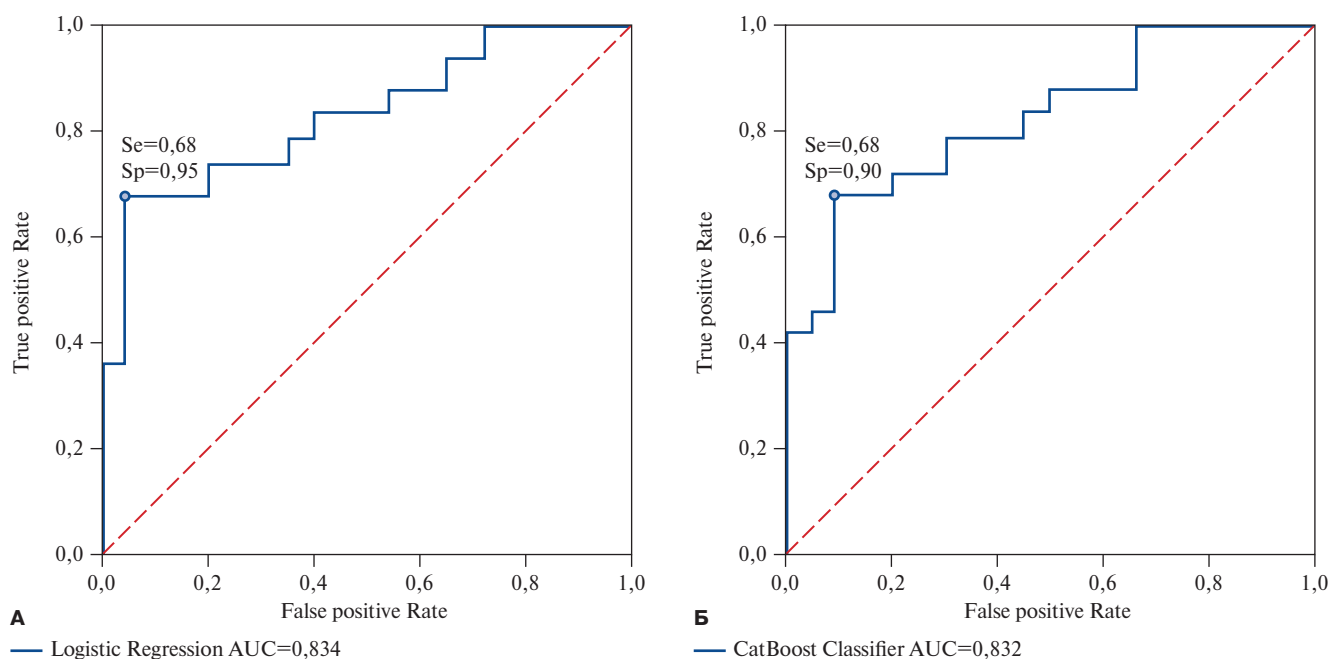 1,0
0,8
0,6
0,4
0,2
0,0
True positive Rate
Se=0,68
Sp=0,95
0,0 0,2 0,4 0,6 0,8 1,0
False positive Rate
А
Logistic Regression AUC=0,834
1,0
0,8
0,6
0,4
0,2
0,0
True positive Rate
Se=0,68
Sp=0,90
0,0 0,2 0,4 0,6 0,8 1,0
False positive Rate
Б
CatBoost Classifier AUC=0,832